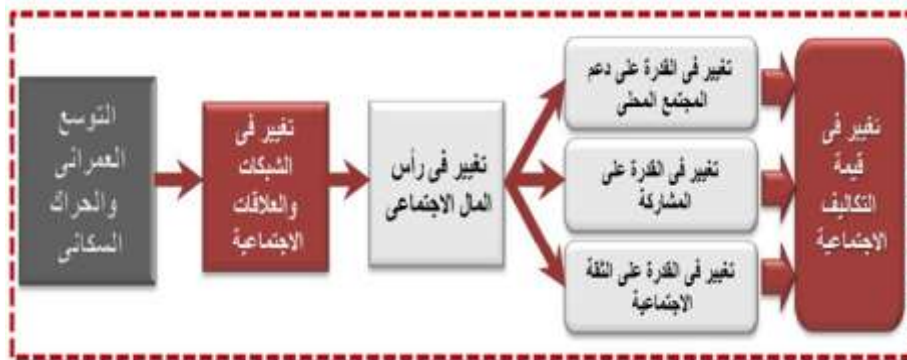 التوسع
العمرانى
والحراك
السكانى
تغيير فى
الشبكات
والعلاقات
الاجتماعية
تغيير فى رأس
المال الاجتماعى
تغيير فى القدرة على دعم
المجتمع المحلى
تغيير فى القدرة على
المشاركة
تغيير فى القدرة على الثقة
الاجتماعية
تغيير فى
قيمة
التكاليف
الاجتماعية